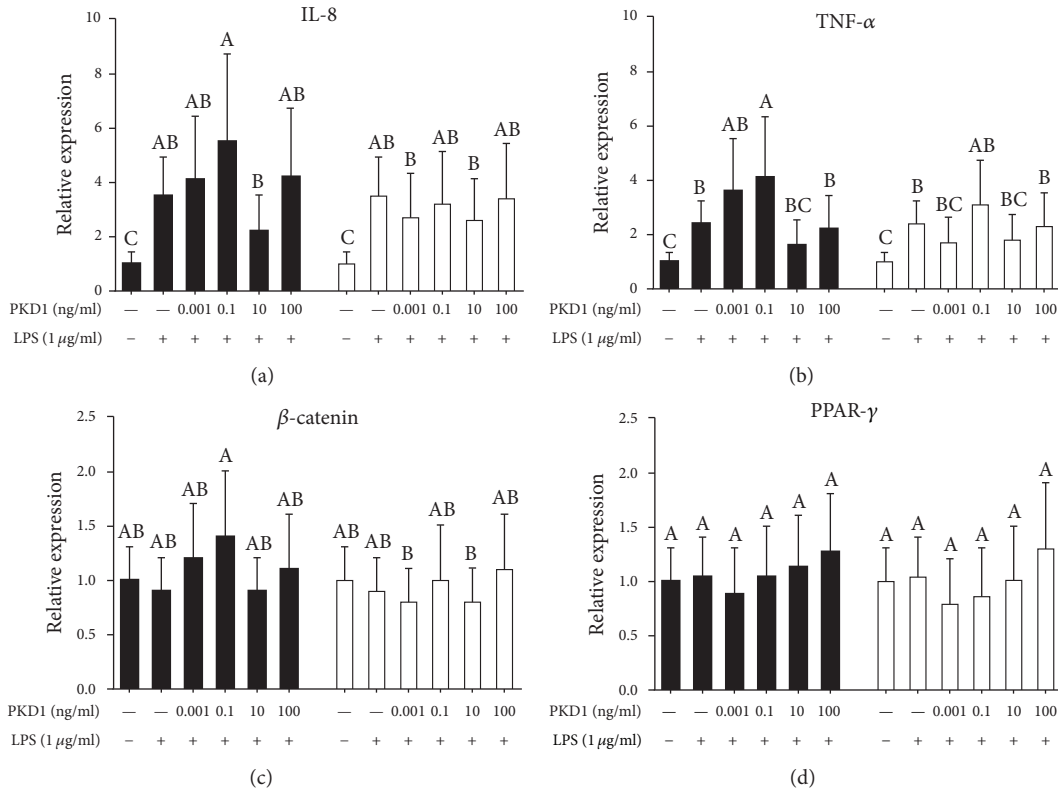 IL-8
10
8
6
4
2
0
Relative expression
C AB AB A B AB C AB B AB B AB
PKD1 (ng/ml) — — 0.001 0.1 10 100 — — 0.001 0.1 10 100
LPS (1 μg/ml) – + + + + + – + + + + +
(a)
TNF-α
10
8
6
4
2
0
Relative expression
C B AB A BC B C B BC AB BC B
PKD1 (ng/ml) — — 0.001 0.1 10 100 — — 0.001 0.1 10 100
LPS (1 μg/ml) – + + + + + – + + + + +
(b)
β-catenin
2.5
2.0
1.5
1.0
0.5
0.0
Relative expression
AB AB AB A AB AB AB AB B AB B AB
PKD1 (ng/ml) — — 0.001 0.1 10 100 — — 0.001 0.1 10 100
LPS (1 μg/ml) – + + + + + – + + + + +
(c)
PPAR-γ
2.5
2.0
1.5
1.0
0.5
0.0
Relative expression
A A A A A A A A A A A A
PKD1 (ng/ml) — — 0.001 0.1 10 100 — — 0.001 0.1 10 100
LPS (1 μg/ml) – + + + + + – + + + + +
(d)